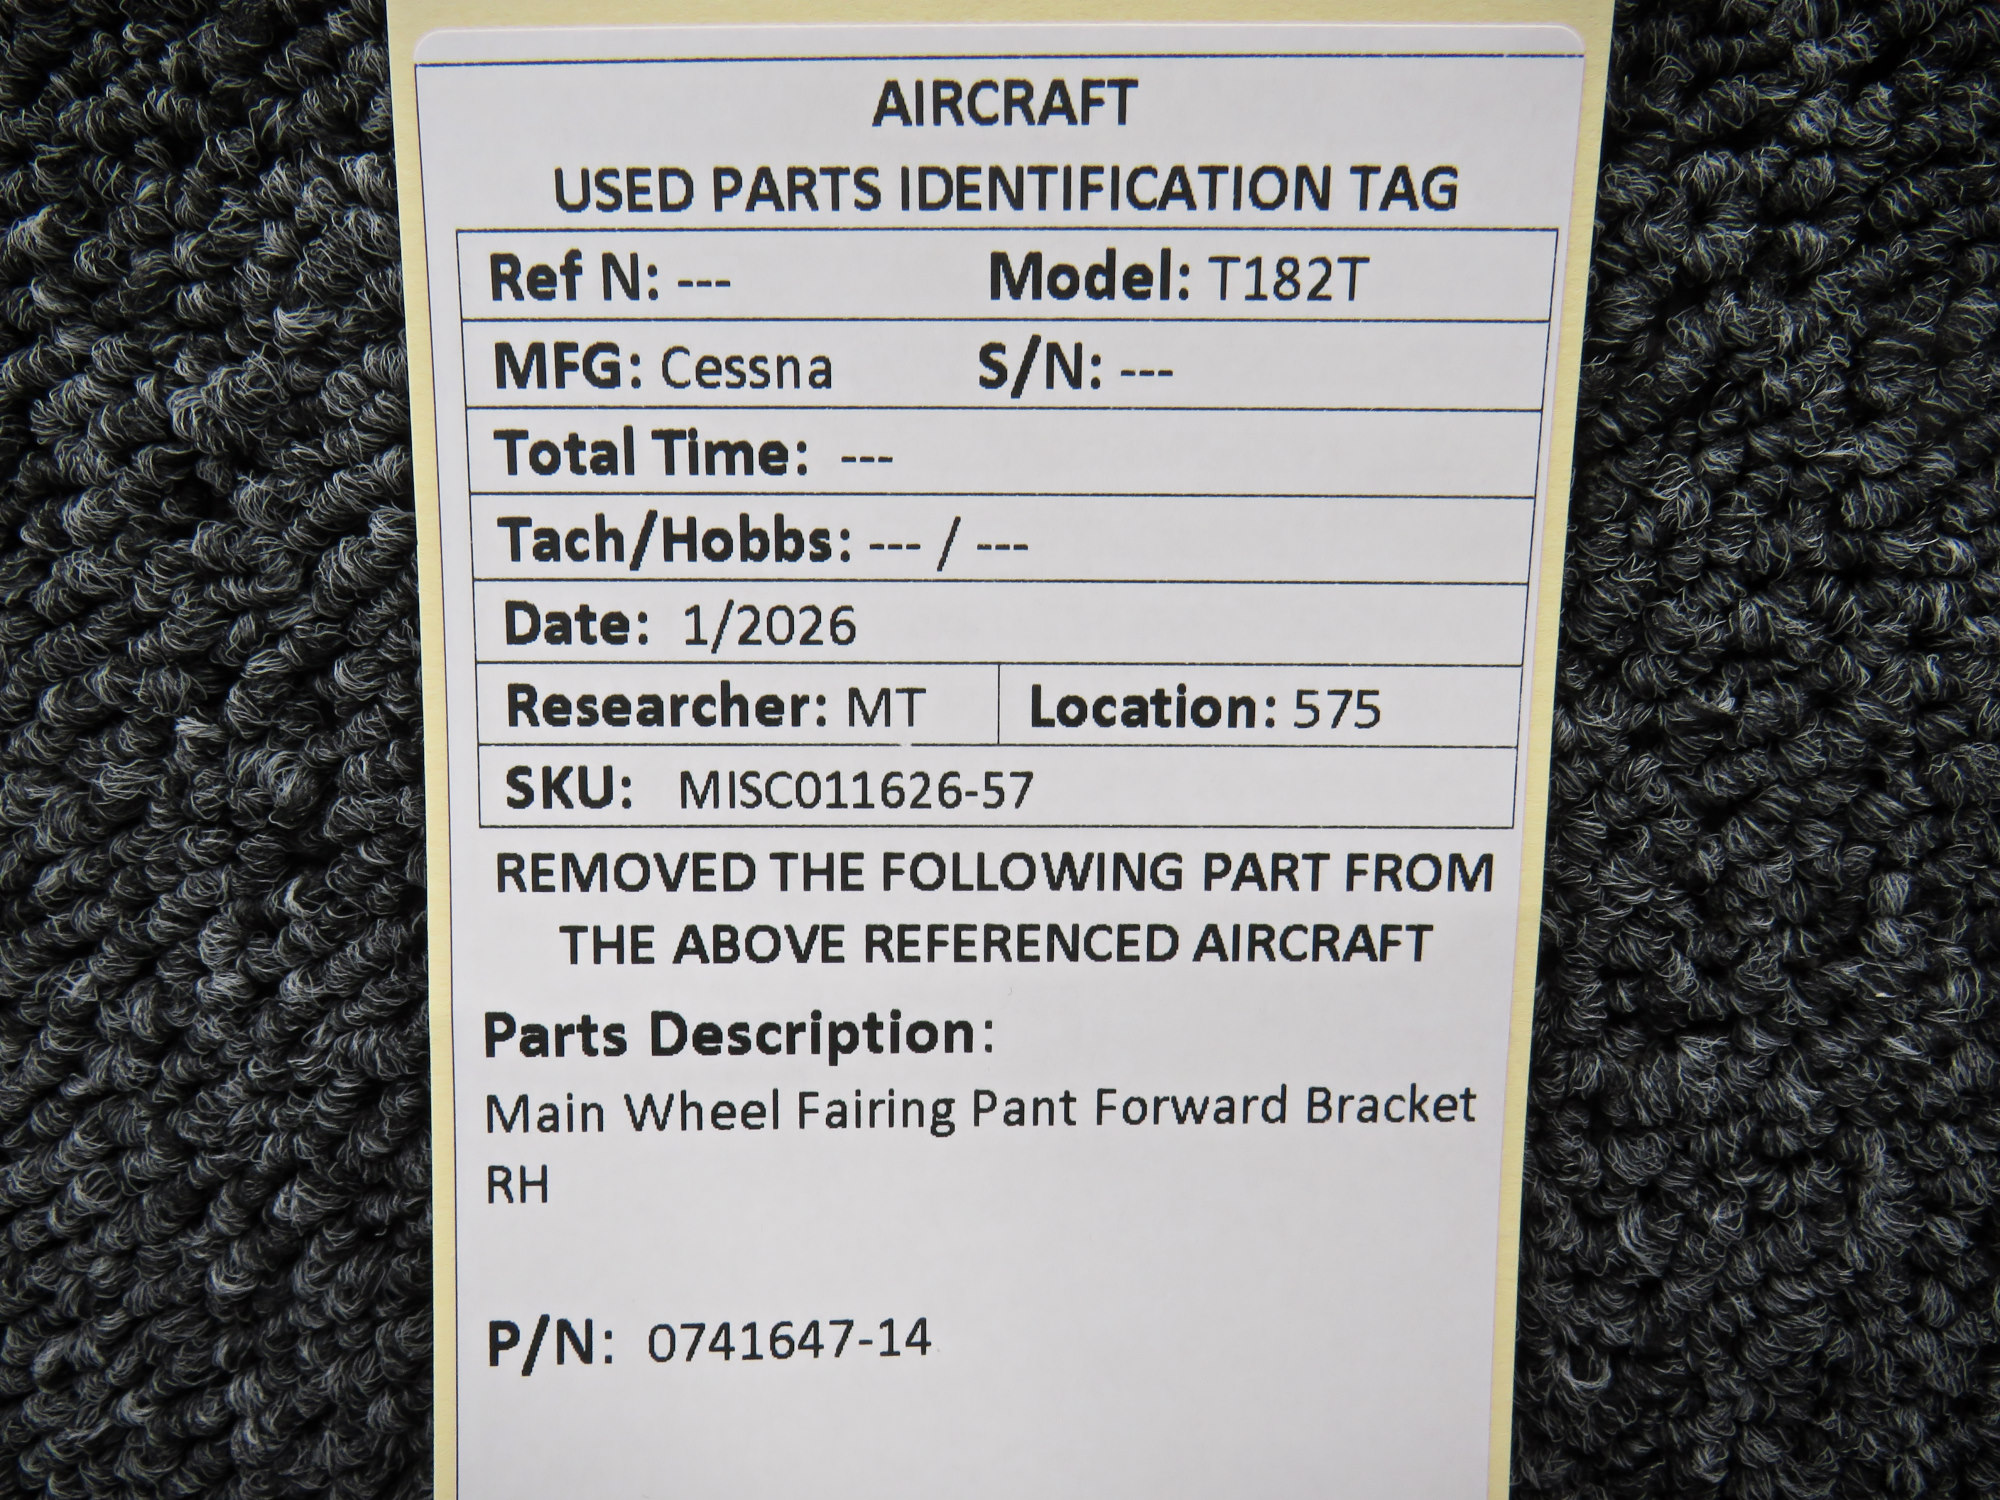 AIRCRAFT
USED PARTS IDENTIFICATION TAG
Ref N: --- Model: T182T
MFG: Cessna S/N: ---
Total Time: ---
Tach/Hobbs: --- / ---
Date: 1/2026
Researcher: MT Location: 575
SKU: MISC011626-57
REMOVED THE FOLLOWING PART FROM
THE ABOVE REFERENCED AIRCRAFT
Parts Description:
Main Wheel Fairing Pant Forward Bracket
RH
P/N: 0741647-14